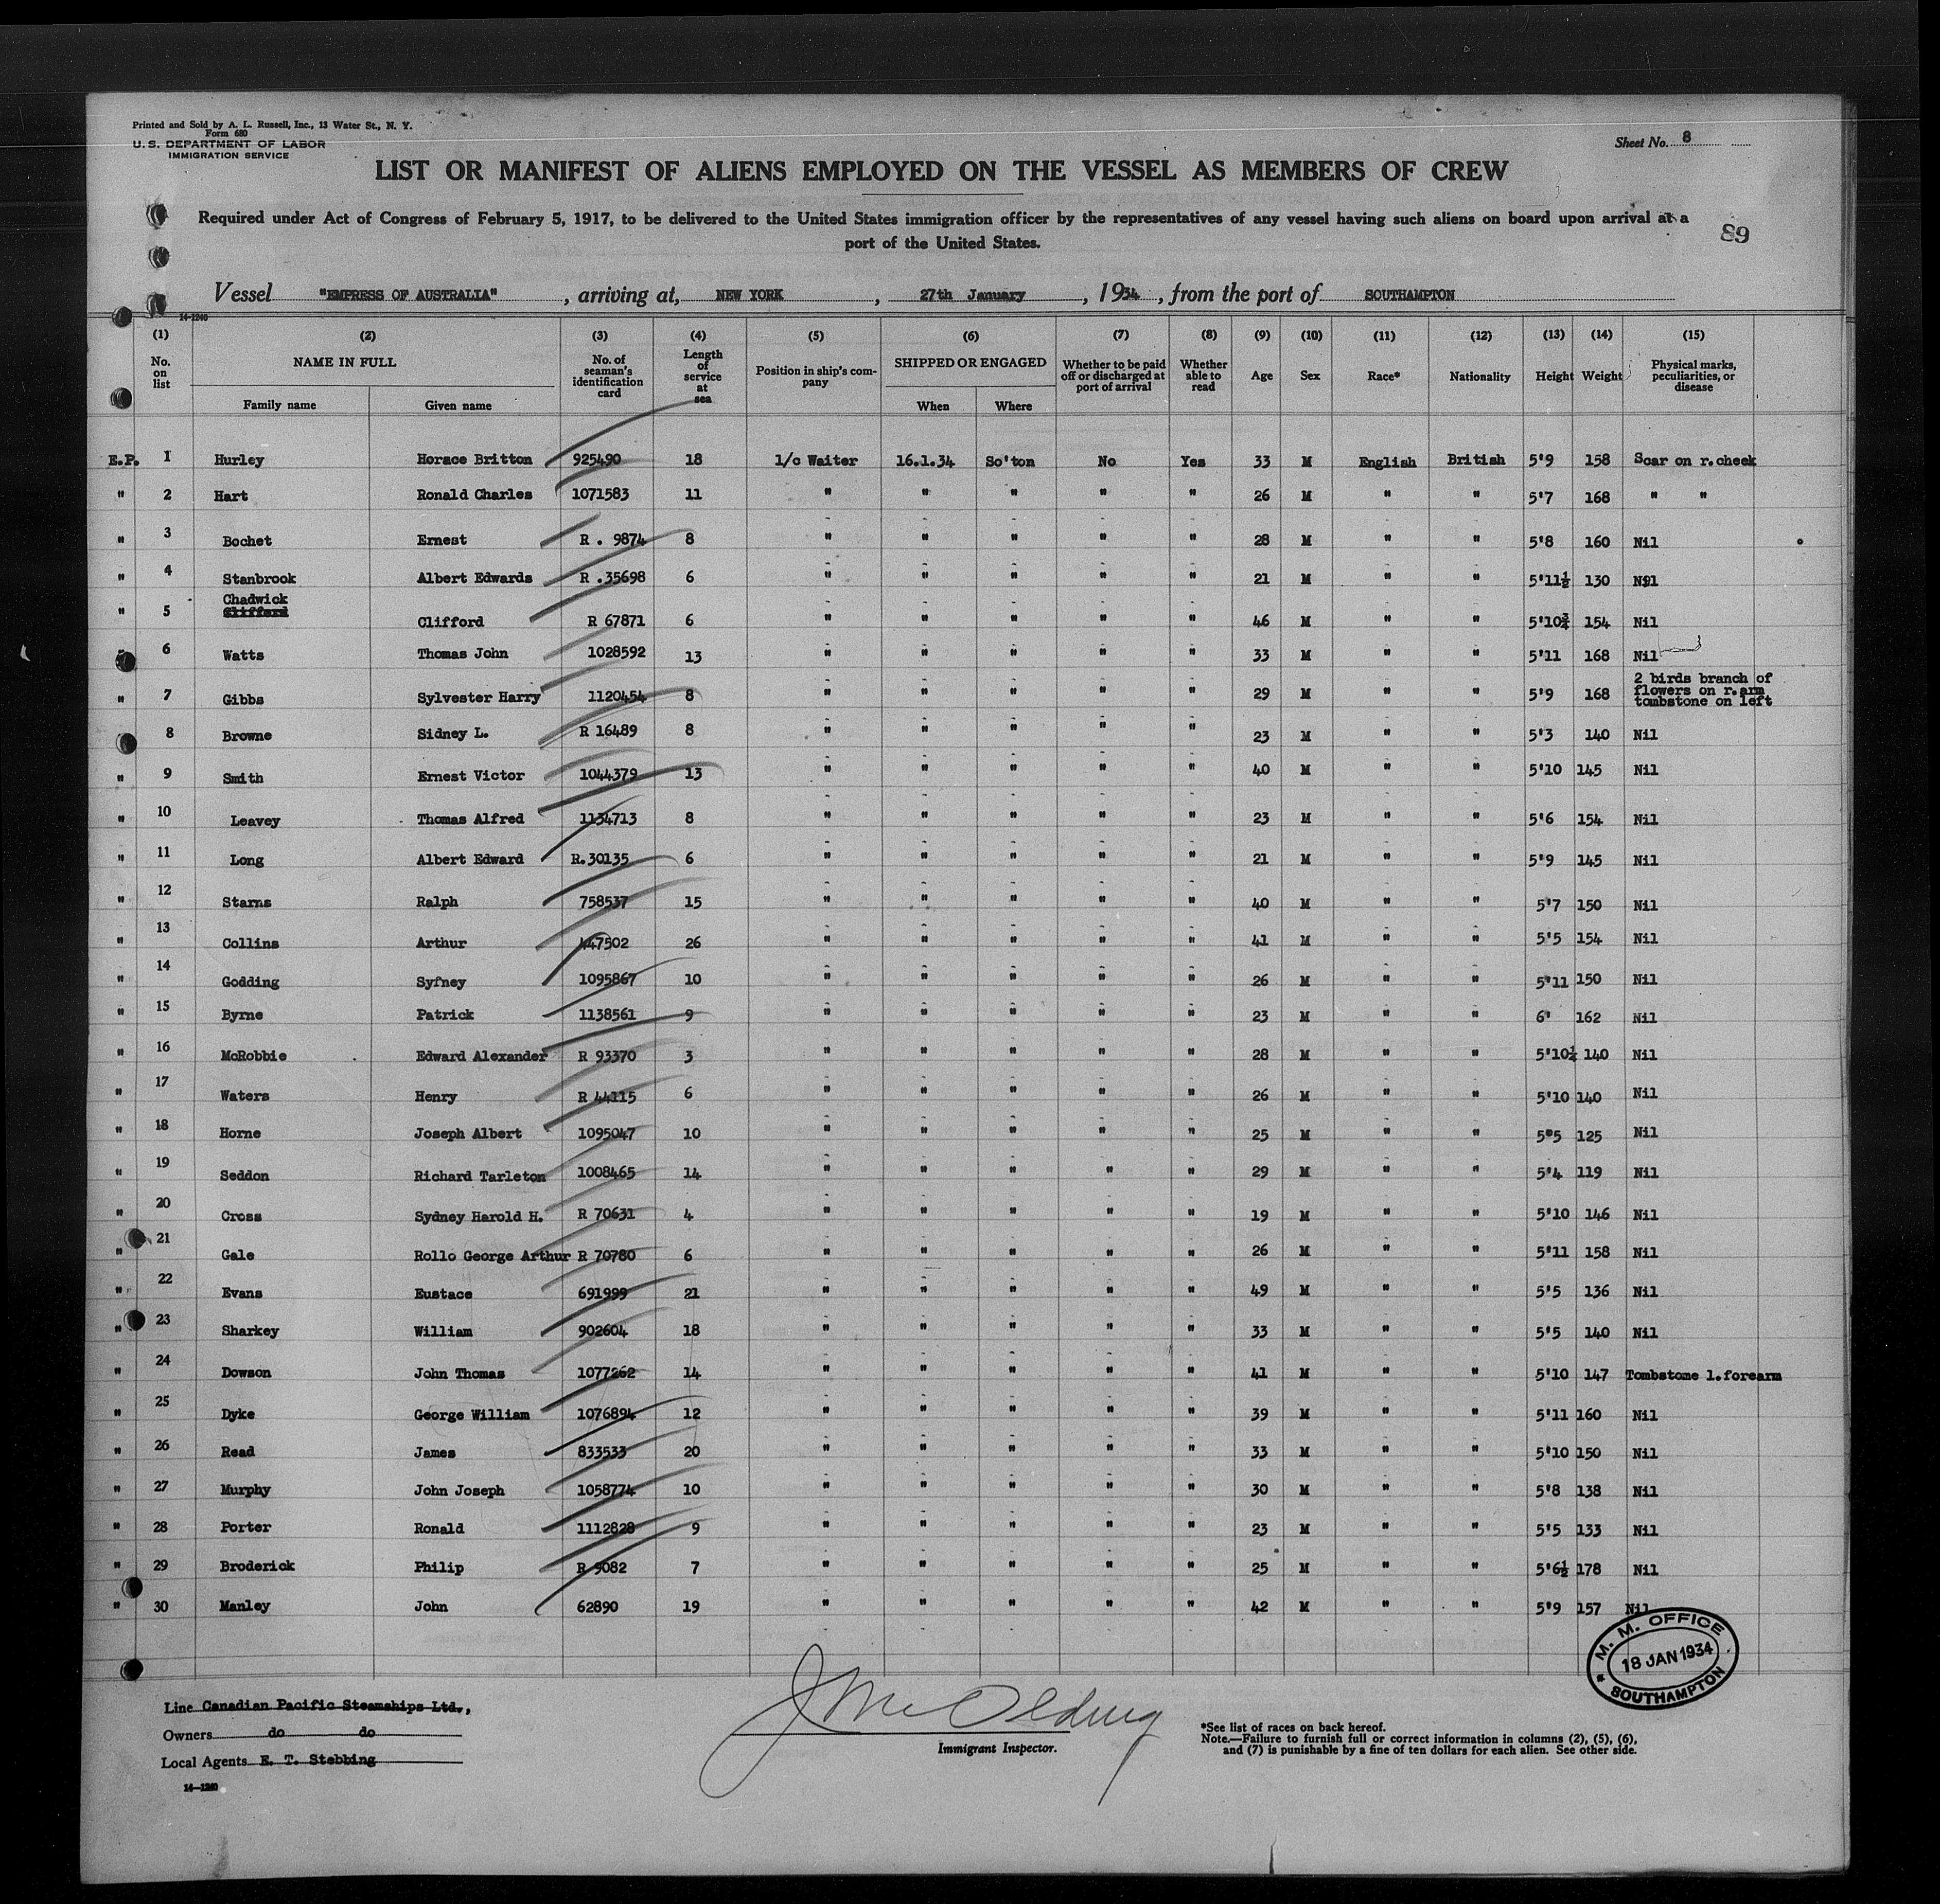 Printed and Sold by A. L. Russell, Inc., 13 Water St., N. Y.
Form 680
U. S. DEPARTMENT OF LABOR
IMMIGRATION SERVICE
Sheet No. 8
LIST OR MANIFEST OF ALIENS EMPLOYED ON THE VESSEL AS MEMBERS OF CREW
Required under Act of Congress of February 5, 1917, to be delivered to the United States immigration officer by the representatives of any vessel having such aliens on board upon arrival at a
port of the United States.
89
Vessel "EMPRESS OF AUSTRALIA", arriving at, NEW YORK, 27th January, 1934, from the port of SOUTHAMPTON
14-1240
(1) (2) (3) (4) (5) (6) (7) (8) (9) (10) (11) (12) (13) (14) (15)
No. on list NAME IN FULL Family name Given name No. of seaman's identification card Length of service at sea Position in ship's company SHIPPED OR ENGAGED When Where Whether to be paid off or discharged at port of arrival Whether able to read Age Sex Race* Nationality Height Weight Physical marks, peculiarities, or disease
E.P. 1 Hurley Horace Britton 925490 18 1/c Waiter 16.1.34 So'ton No Yes 33 M English British 5'9 158 Scar on r.cheek
" 2 Hart Ronald Charles 1071583 11 " " " " " 26 M " " 5'7 168 " "
" 3 Bochet Ernest R . 9874 8 " " " " " 28 M " " 5'8 160 Nil
" 4 Stanbrook Albert Edwards R .35698 6 " " " " " 21 M " " 5'11½ 130 Nil
" 5 Chadwick Clifford Clifford R 67871 6 " " " " " 46 M " " 5'10¾ 154 Nil
" 6 Watts Thomas John 1028592 13 " " " " " 33 M " " 5'11 168 Nil
" 7 Gibbs Sylvester Harry 1120454 8 " " " " " 29 M " " 5'9 168 2 birds branch of flowers on r.arm tombstone on left
8 Browne Sidney L. R 16489 8 " " " " " 23 M " " 5'3 140 Nil
" 9 Smith Ernest Victor 1044379 13 " " " " " 40 M " " 5'10 145 Nil
" 10 Leavey Thomas Alfred 1134713 8 " " " " " 23 M " " 5'6 154 Nil
" 11 Long Albert Edward R.30135 6 " " " " " 21 M " " 5'9 145 Nil
" 12 Starns Ralph 758537 15 " " " " " 40 M " " 5'7 150 Nil
" 13 Collins Arthur 447502 26 " " " " " 41 M " " 5'5 154 Nil
" 14 Godding Syfney 1095867 10 " " " " " 26 M " " 5'11 150 Nil
" 15 Byrne Patrick 1138561 9 " " " " " 23 M " " 6' 162 Nil
" 16 McRobbie Edward Alexander R 93370 3 " " " " " 28 M " " 5'10½ 140 Nil
" 17 Waters Henry R 44115 6 " " " " " 26 M " " 5'10 140 Nil
" 18 Horne Joseph Albert 1095047 10 " " " " " 25 M " " 5'5 125 Nil
" 19 Seddon Richard Tarleton 1008465 14 " " " " " 29 M " " 5'4 119 Nil
" 20 Cross Sydney Harold H. R 70631 4 " " " " " 19 M " " 5'10 146 Nil
" 21 Gale Rollo George Arthur R 70780 6 " " " " " 26 M " " 5'11 158 Nil
" 22 Evans Eustace 691999 21 " " " " " 49 M " " 5'5 136 Nil
" 23 Sharkey William 902604 18 " " " " " 33 M " " 5'5 140 Nil
" 24 Dowson John Thomas 1077262 14 " " " " " 41 M " " 5'10 147 Tombstome l.forearm
" 25 Dyke George William 1076894 12 " " " " " 39 M " " 5'11 160 Nil
" 26 Read James 833533 20 " " " " " 33 M " " 5'10 150 Nil
" 27 Murphy John Joseph 1058774 10 " " " " " 30 M " " 5'8 138 Nil
" 28 Porter Ronald 1112828 9 " " " " " 23 M " " 5'5 133 Nil
" 29 Broderick Philip R 9082 7 " " " " " 25 M " " 5'6½ 178 Nil
" 30 Manley John 62890 19 " " " " " 42 M " " 5'9 157 Nil
M. M. OFFICE
18 JAN 1934
SOUTHAMPTON
Line Canadian Pacific Steamships Ltd.,
Owners do do
Local Agents E. T. Stebbing
14-1240
Immigrant Inspector.
*See list of races on back hereof.
Note.—Failure to furnish full or correct information in columns (2), (5), (6),
and (7) is punishable by a fine of ten dollars for each alien. See other side.